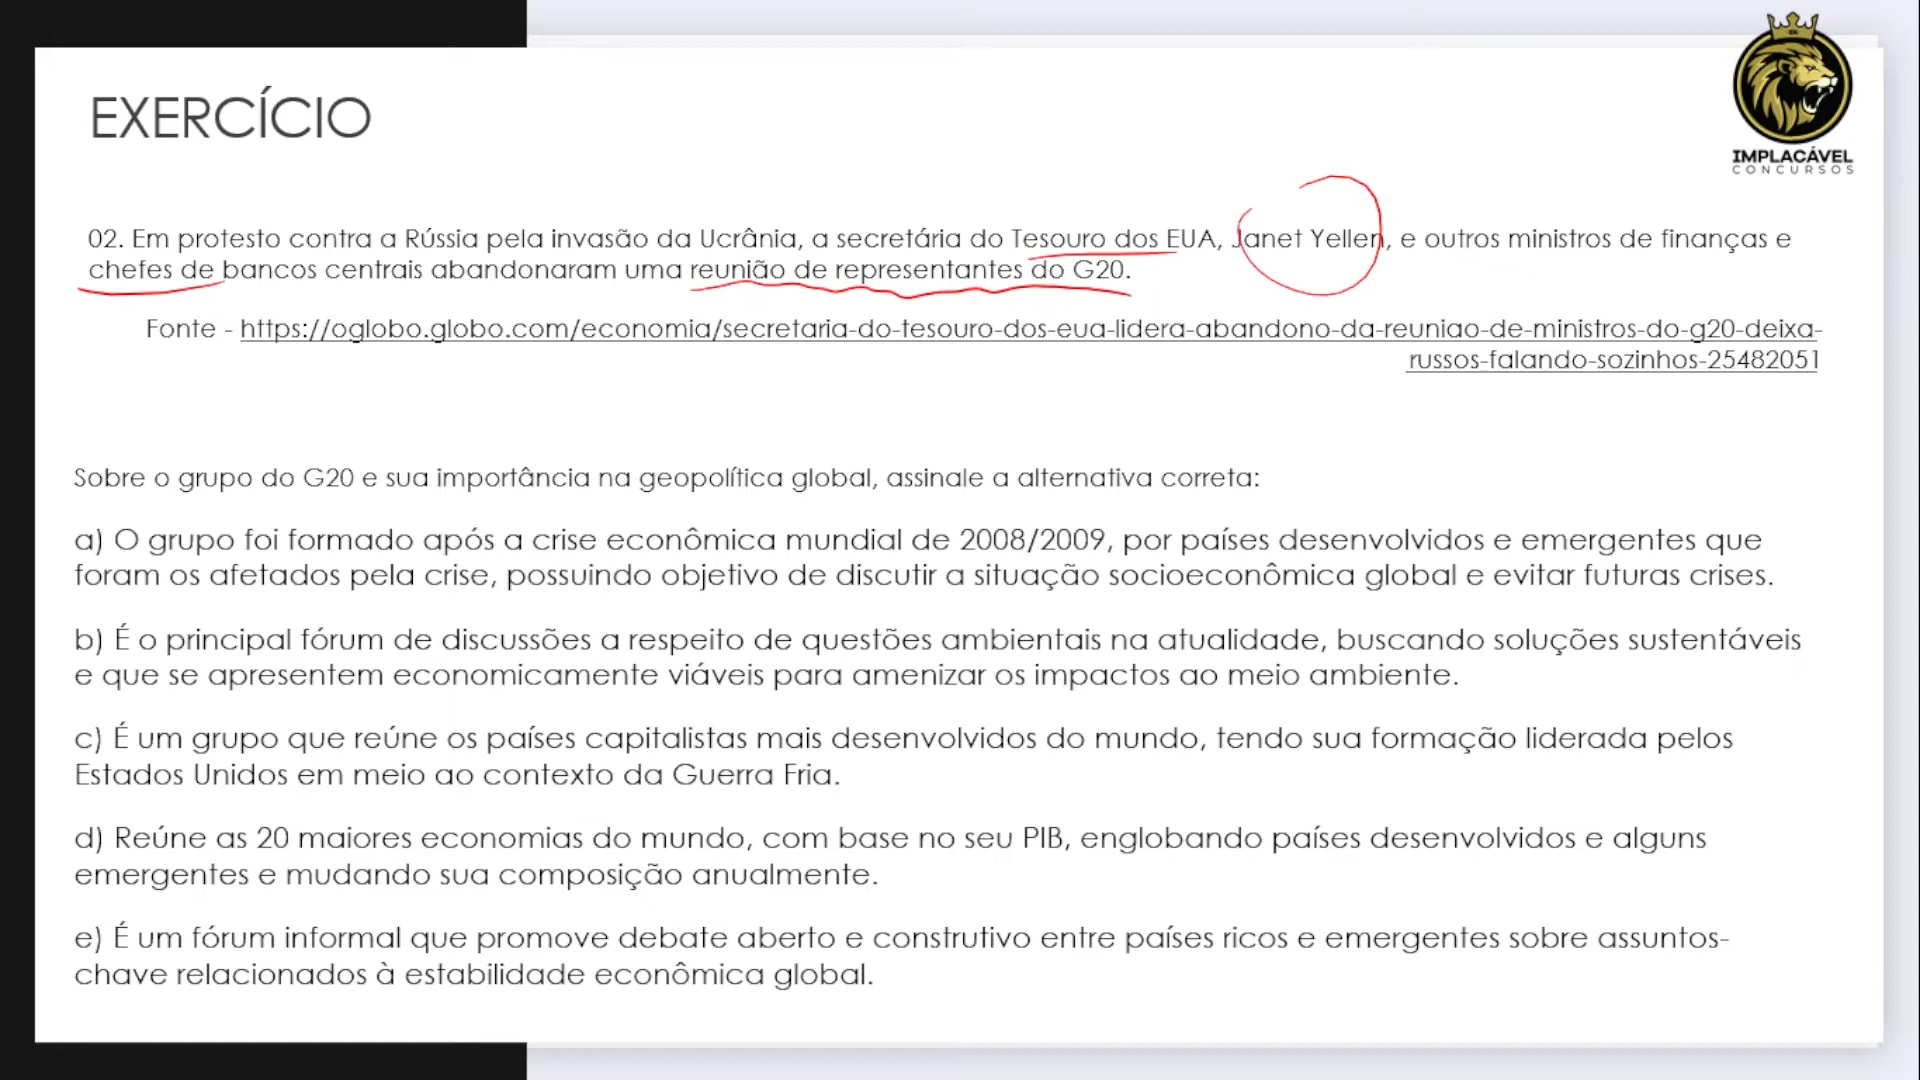 IMPLACÁVEL
CONCURSOS
EXERCÍCIO
02. Em protesto contra a Rússia pela invasão da Ucrânia, a secretária do Tesouro dos EUA, Janet Yellen, e outros ministros de finanças e
chefes de bancos centrais abandonaram uma reunião de representantes do G20.
Fonte - https://oglobo.globo.com/economia/secretaria-do-tesouro-dos-eua-lidera-abandono-da-reuniao-de-ministros-do-g20-deixa-
russos-falando-sozinhos-25482051
Sobre o grupo do G20 e sua importância na geopolítica global, assinale a alternativa correta:
a) O grupo foi formado após a crise econômica mundial de 2008/2009, por países desenvolvidos e emergentes que
foram os afetados pela crise, possuindo objetivo de discutir a situação socioeconômica global e evitar futuras crises.
b) É o principal fórum de discussões a respeito de questões ambientais na atualidade, buscando soluções sustentáveis
e que se apresentem economicamente viáveis para amenizar os impactos ao meio ambiente.
c) É um grupo que reúne os países capitalistas mais desenvolvidos do mundo, tendo sua formação liderada pelos
Estados Unidos em meio ao contexto da Guerra Fria.
d) Reúne as 20 maiores economias do mundo, com base no seu PIB, englobando países desenvolvidos e alguns
emergentes e mudando sua composição anualmente.
e) É um fórum informal que promove debate aberto e construtivo entre países ricos e emergentes sobre assuntos-
chave relacionados à estabilidade econômica global.